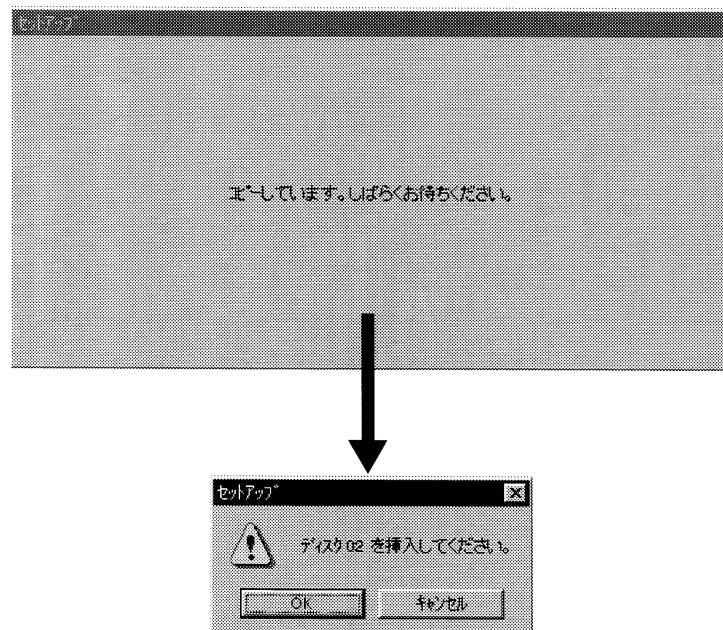 セットアップ
コピーしています。しばらくお待ちください。
セットアップ
ディスク02 を挿入してください。
OK
キャンセル